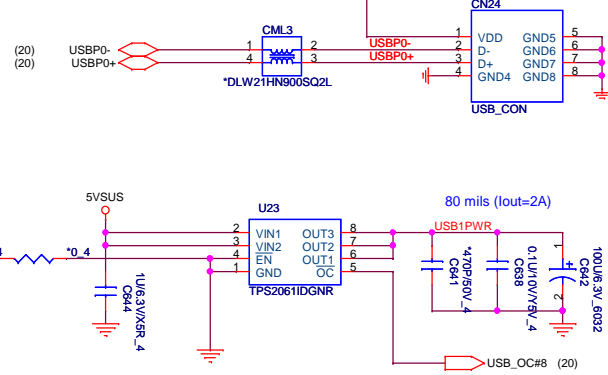 CN24
CML3
(20) USBP0- 1 2 USBP0- 1 VDD GND5 5
(20) USBP0+ 4 3 USBP0+ 2 D- GND6 6
3 D+ GND7 7
4 GND4 GND8 8
*DLW21HN900SQ2L
USB_CON
5VSUS
U23
80 mils (Iout=2A)
USB1PWR
2 VIN1 OUT3 8
3 VIN2 OUT2 7
4 EN OUT1 6
1 GND OC 5
*0_4
TPS2061IDGNR
1U/6.3V/X5R_4
C644
*470P/50V_4
C641
0.1U/10V/Y5V_4
C638
1
+
2
100U/6.3V_6032
C642
USB_OC#8 (20)